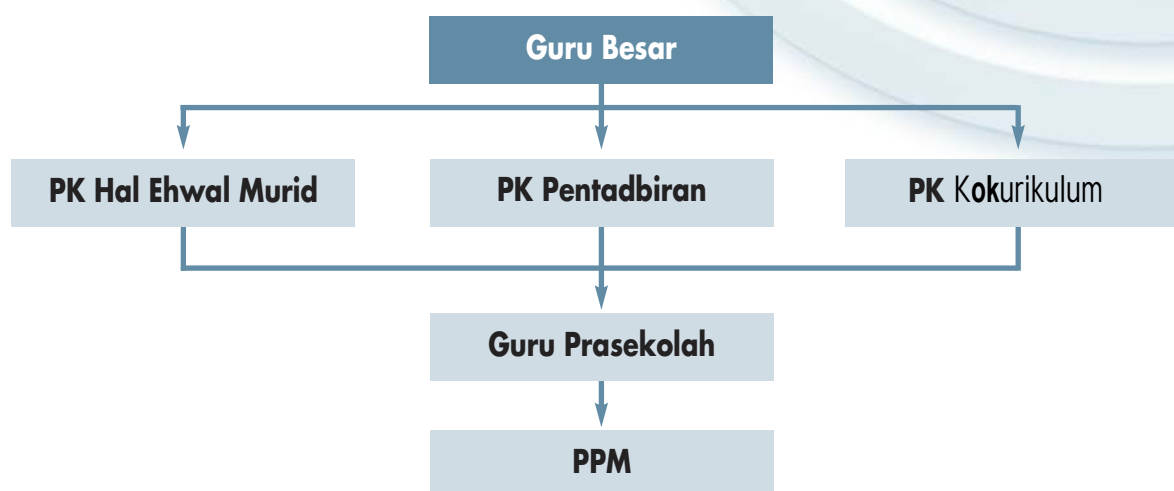 Guru Besar
PK Hal Ehwal Murid
PK Pentadbiran
PK Kokurikulum
Guru Prasekolah
PPM